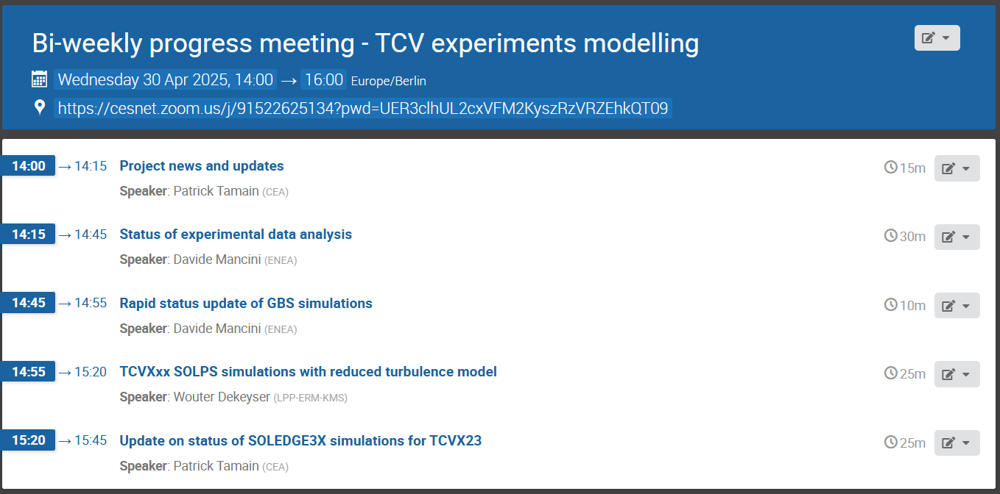 Bi-weekly progress meeting - TCV experiments modelling
Wednesday 30 Apr 2025, 14:00 → 16:00 Europe/Berlin
https://cesnet.zoom.us/j/91522625134?pwd=UER3clhUL2cxVFM2KyszRzVRZEhkQT09
14:00 → 14:15 Project news and updates 15m
Speaker: Patrick Tamain (CEA)
14:15 → 14:45 Status of experimental data analysis 30m
Speaker: Davide Mancini (ENEA)
14:45 → 14:55 Rapid status update of GBS simulations 10m
Speaker: Davide Mancini (ENEA)
14:55 → 15:20 TCVXxx SOLPS simulations with reduced turbulence model 25m
Speaker: Wouter Dekeyser (LPP-ERM-KMS)
15:20 → 15:45 Update on status of SOLEDGE3X simulations for TCVX23 25m
Speaker: Patrick Tamain (CEA)